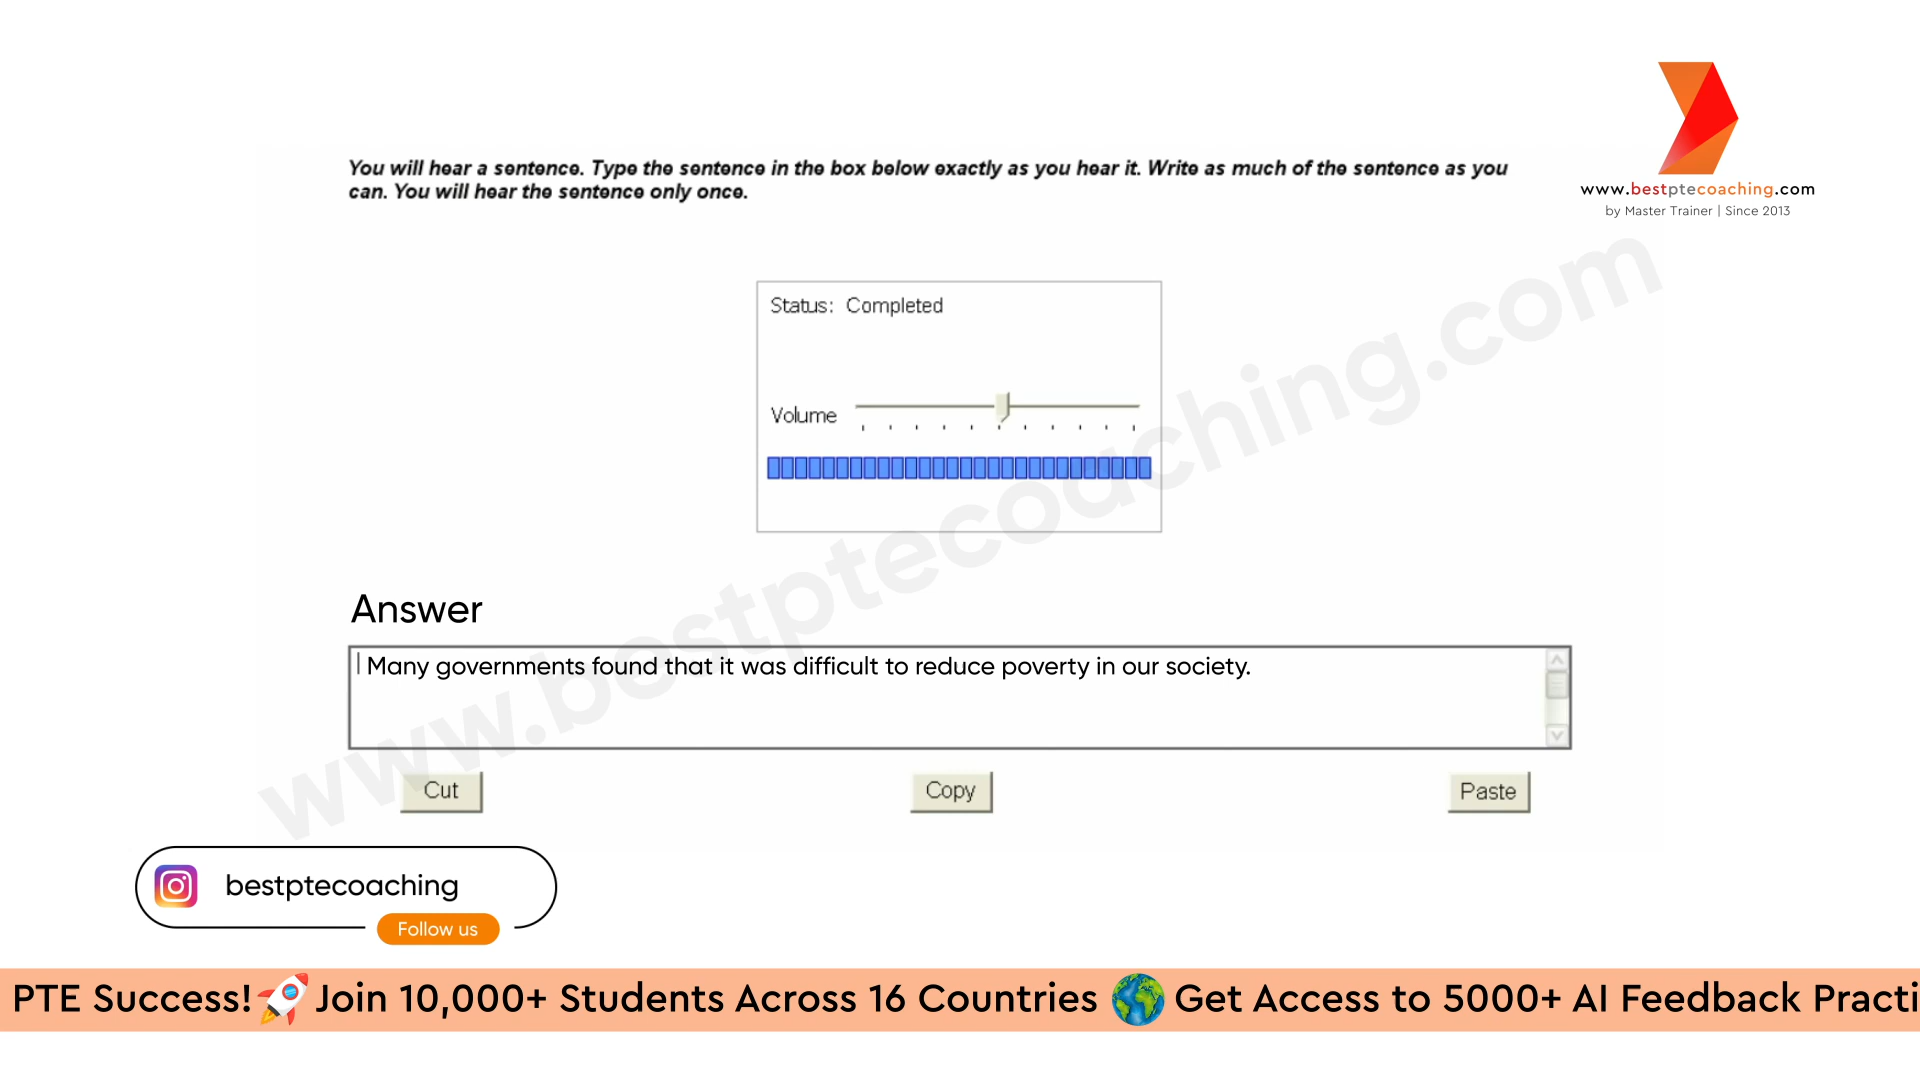 You will hear a sentence. Type the sentence in the box below exactly as you hear it. Write as much of the sentence as you
can. You will hear the sentence only once.
www.bestptecoaching.com
by Master Trainer | Since 2013
Status: Completed
Volume
www.bestptecoaching.com
Answer
Many governments found that it was difficult to reduce poverty in our society.
Cut
Copy
Paste
bestptecoaching
Follow us
PTE Success!🚀Join 10,000+ Students Across 16 Countries 🌍 Get Access to 5000+ AI Feedback Practi